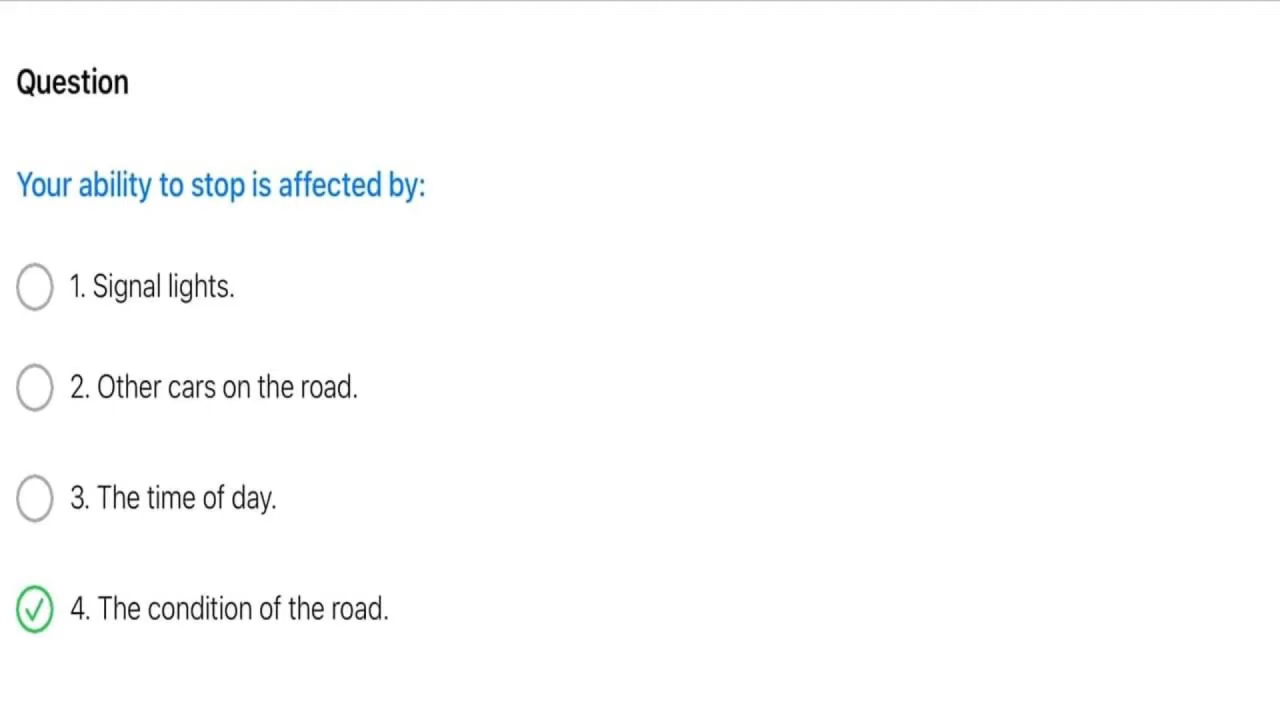 Question
Your ability to stop is affected by:
1. Signal lights.
2. Other cars on the road.
3. The time of day.
4. The condition of the road.